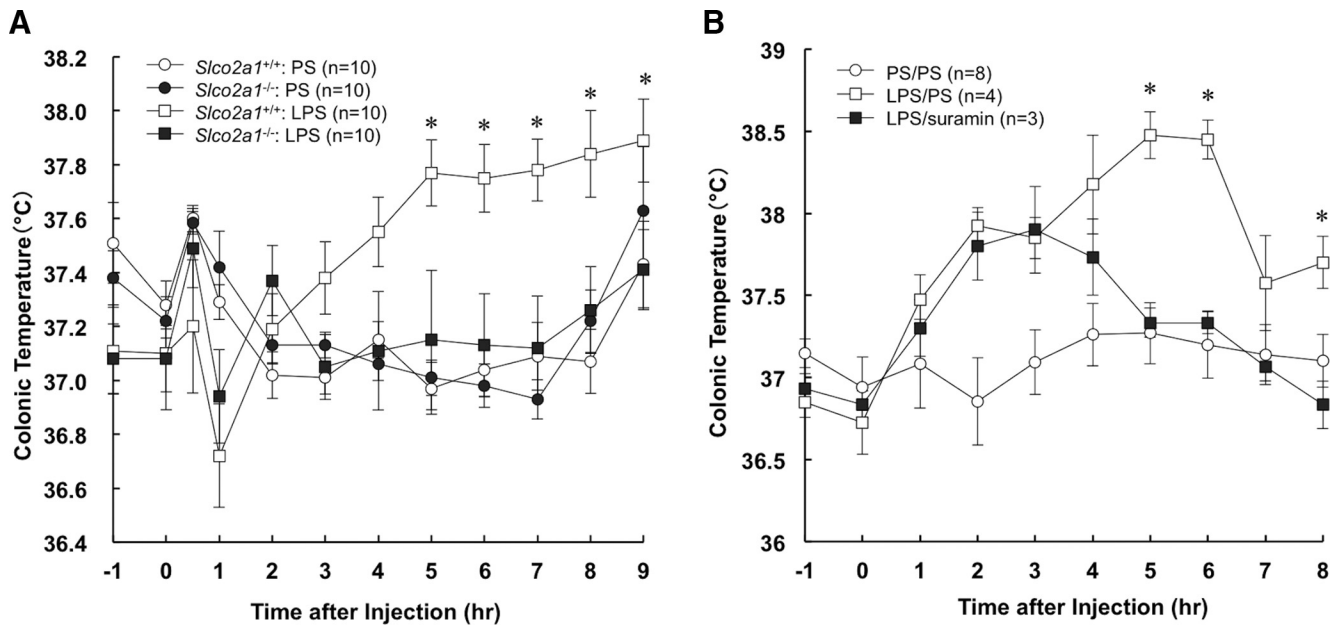 A
Slco2a1+/+: PS (n=10)
Slco2a1-/-: PS (n=10)
Slco2a1+/+: LPS (n=10)
Slco2a1-/-: LPS (n=10)
38.2
38.0
37.8
37.6
37.4
37.2
37.0
36.8
36.6
36.4
Colonic Temperature (°C)
* * * * *
-1 0 1 2 3 4 5 6 7 8 9
Time after Injection (hr)
B
PS/PS (n=8)
LPS/PS (n=4)
LPS/suramin (n=3)
39
38.5
38
37.5
37
36.5
36
Colonic Temperature (°C)
* * *
-1 0 1 2 3 4 5 6 7 8
Time after Injection (hr)